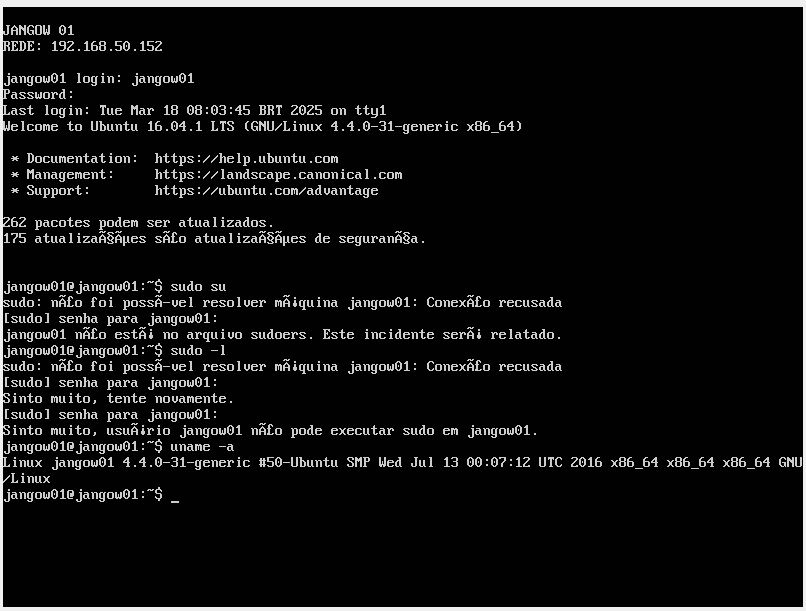 JANGOW 01
REDE: 192.168.50.152
jangow01 login: jangow01
Password:
Last login: Tue Mar 18 08:03:45 BRT 2025 on tty1
Welcome to Ubuntu 16.04.1 LTS (GNU/Linux 4.4.0-31-generic x86_64)
* Documentation:  https://help.ubuntu.com
* Management:     https://landscape.canonical.com
* Support:        https://ubuntu.com/advantage
262 pacotes podem ser atualizados.
175 atualizaÃ§Ãµes sÃ£o atualizaÃ§Ãµes de seguranÃ§a.
jangow01@jangow01:~$ sudo su
sudo: nÃ£o foi possÃ-vel resolver mÃ¡quina jangow01: ConexÃ£o recusada
[sudo] senha para jangow01:
jangow01 nÃ£o estÃ¡ no arquivo sudoers. Este incidente serÃ¡ relatado.
jangow01@jangow01:~$ sudo -l
sudo: nÃ£o foi possÃ-vel resolver mÃ¡quina jangow01: ConexÃ£o recusada
[sudo] senha para jangow01:
Sinto muito, tente novamente.
[sudo] senha para jangow01:
Sinto muito, usuÃ¡rio jangow01 nÃ£o pode executar sudo em jangow01.
jangow01@jangow01:~$ uname -a
Linux jangow01 4.4.0-31-generic #50-Ubuntu SMP Wed Jul 13 00:07:12 UTC 2016 x86_64 x86_64 x86_64 GNU
/Linux
jangow01@jangow01:~$ _